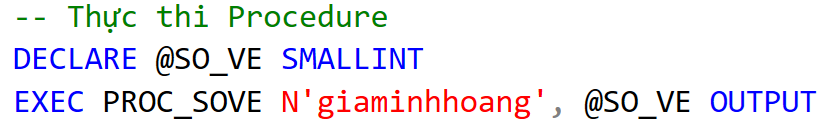 -- Thực thi Procedure
DECLARE @SO_VE SMALLINT
EXEC PROC_SOVE N'giaminhhoang', @SO_VE OUTPUT